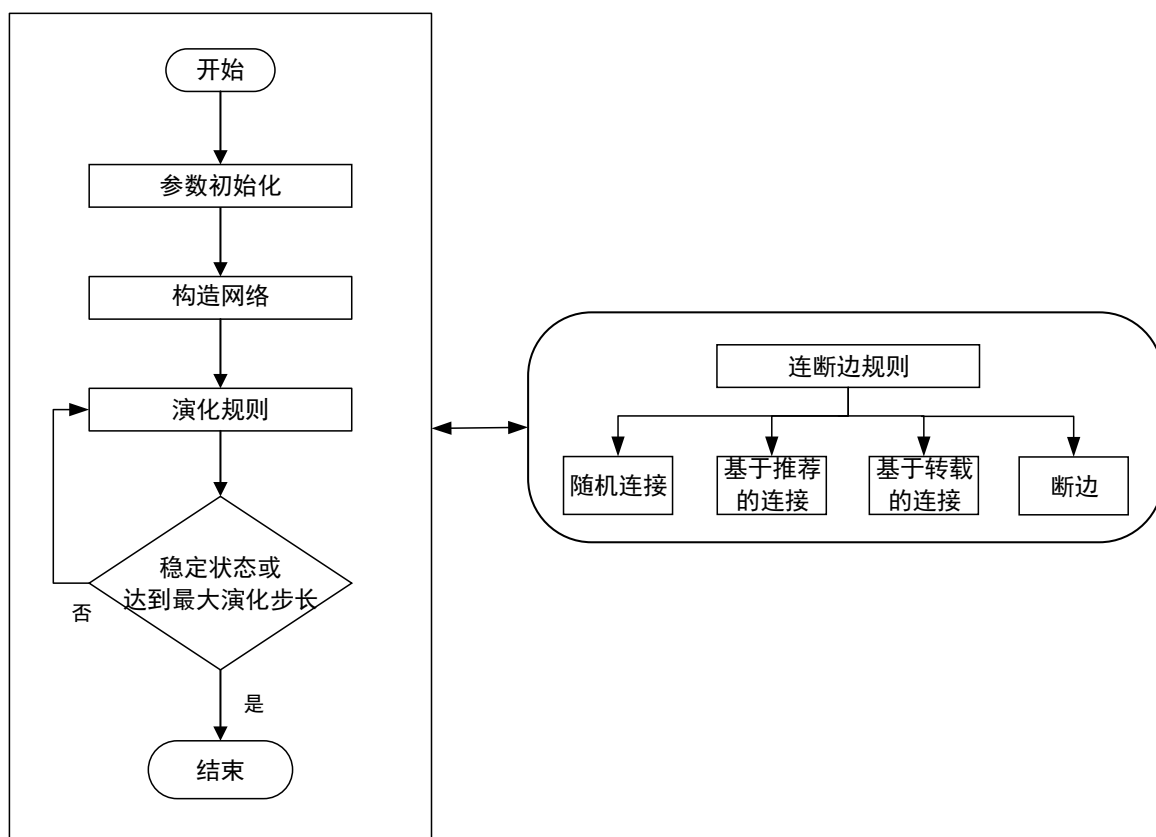 开始
参数初始化
构造网络
演化规则
稳定状态或
达到最大演化步长
否
是
结束
连断边规则
随机连接
基于推荐
的连接
基于转载
的连接
断边